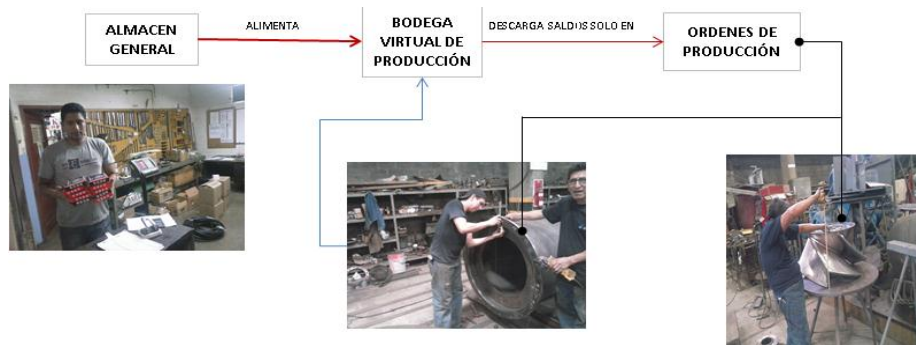 ALMACEN
GENERAL
ALIMENTA
BODEGA
VIRTUAL DE
PRODUCCIÓN
DESCARGA SALDOS SOLO EN
ORDENES DE
PRODUCCIÓN